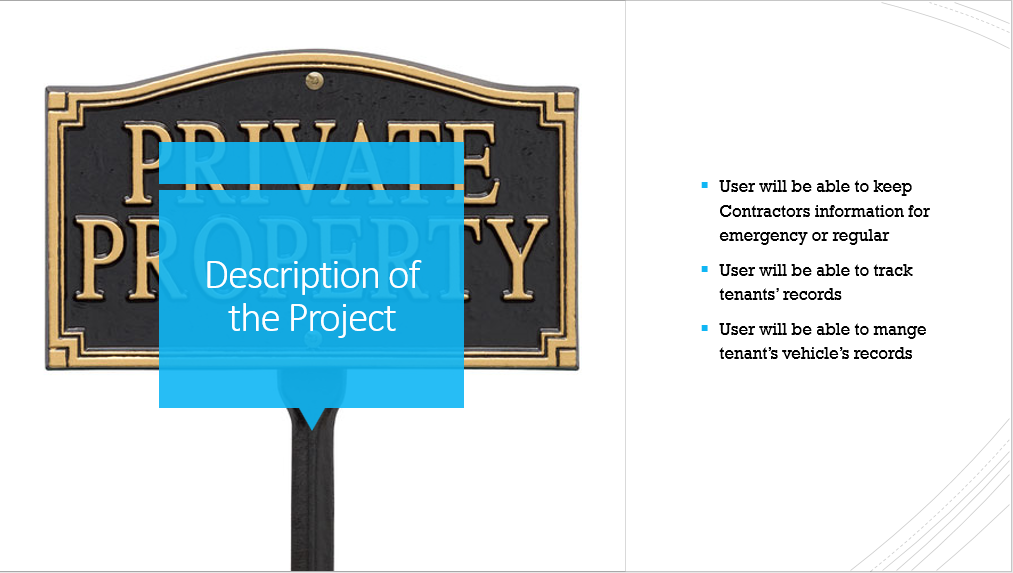 PRIVATE
PROPERTY
Description of
the Project
User will be able to keep
Contractors information for
emergency or regular
User will be able to track
tenants’ records
User will be able to mange
tenant’s vehicle’s records